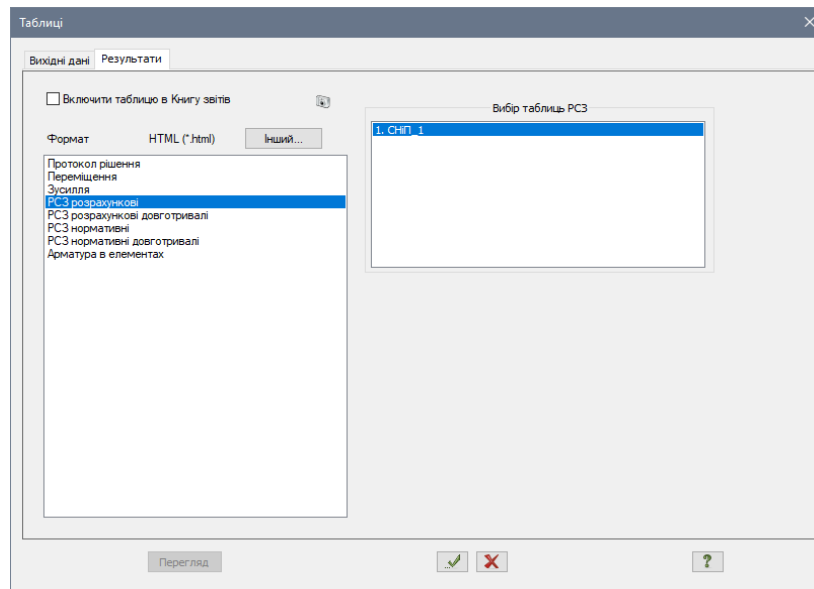 Таблиці
Вихідні дані Результати
Включити таблицю в Книгу звітів
Вибір таблиць РСЗ
1. СНіП_1
Формат HTML (*.html) Інший...
Протокол рішення
Переміщення
Зусилля
РСЗ розрахункові
РСЗ розрахункові довготривалі
РСЗ нормативні
РСЗ нормативні довготривалі
Арматура в елементах
Перегляд
?